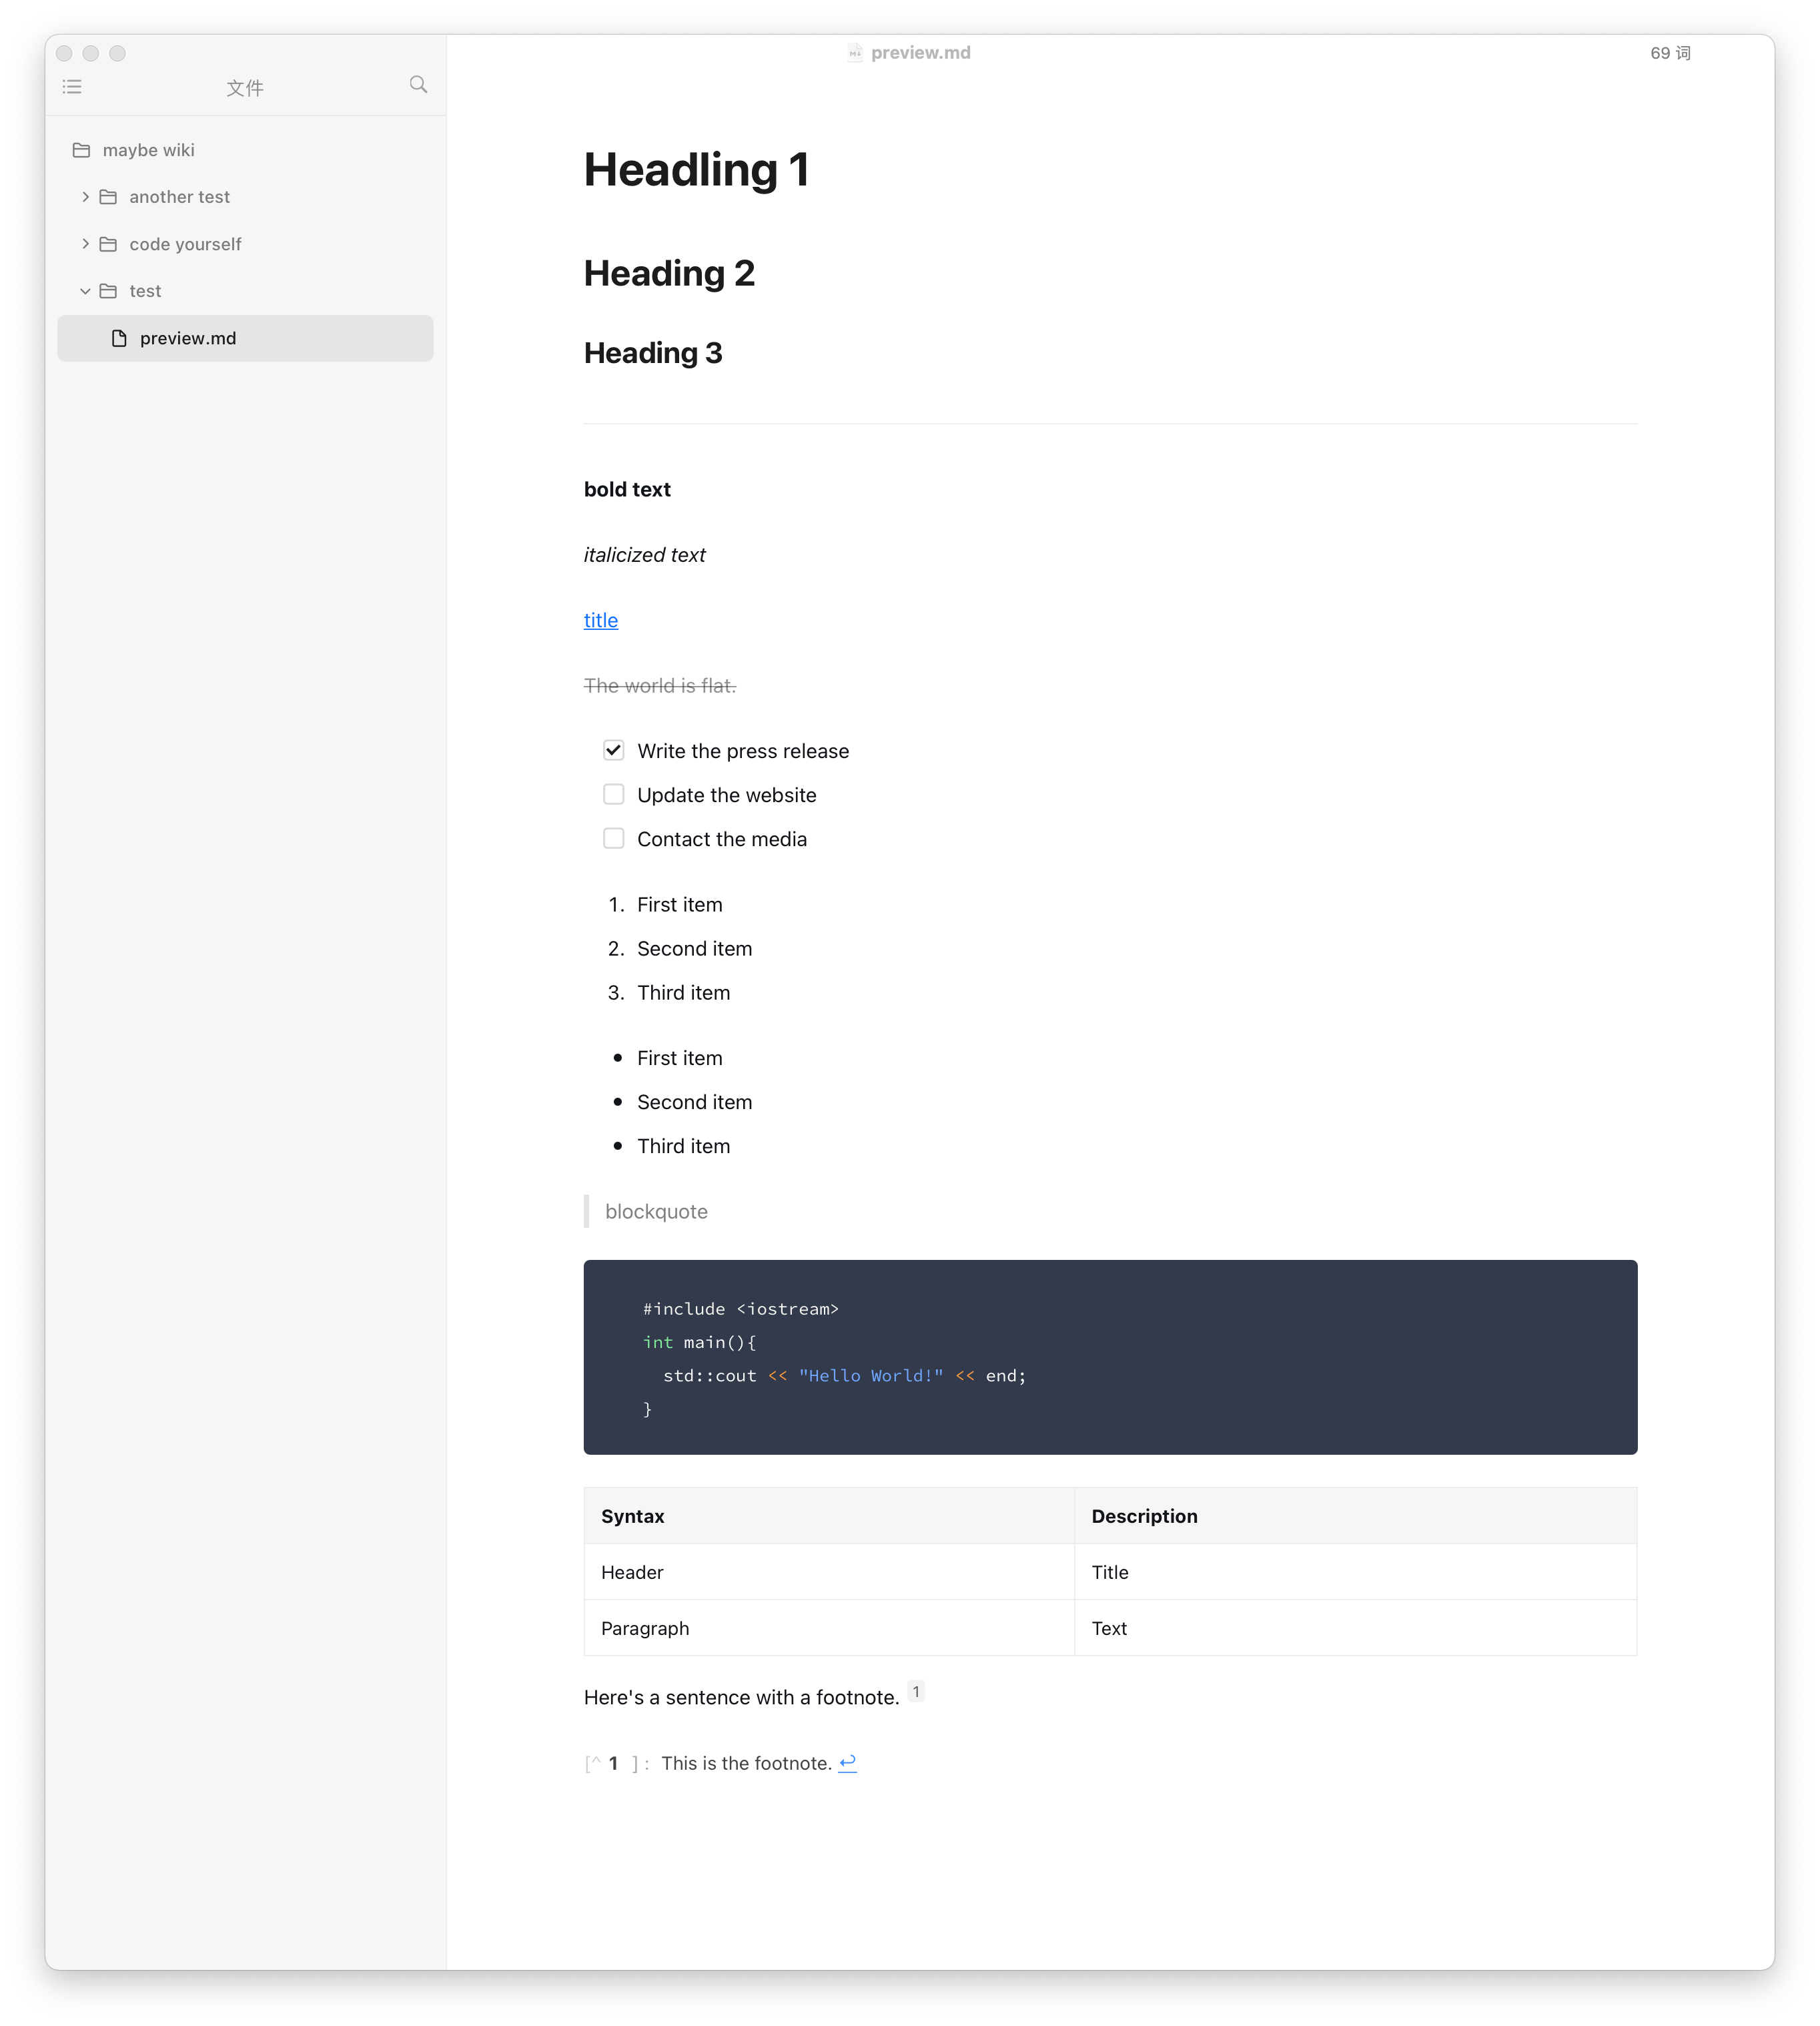 preview.md
69 词
文件
maybe wiki
another test
code yourself
test
preview.md
Headling 1
Heading 2
Heading 3
bold text
italicized text
title
The world is flat.
Write the press release
Update the website
Contact the media
1. First item
2. Second item
3. Third item
• First item
• Second item
• Third item
blockquote
#include <iostream>
int main(){
  std::cout << "Hello World!" << end;
}
Syntax Description
Header Title
Paragraph Text
Here's a sentence with a footnote. 1
[^ 1 ]: This is the footnote. ↩